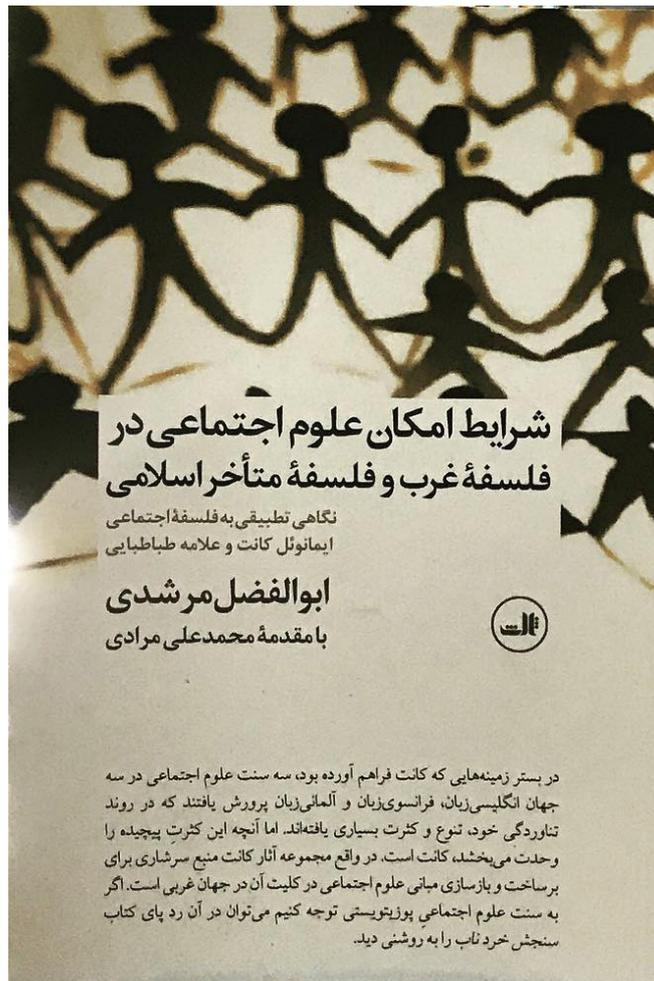 شرایط امکان علوم اجتماعی در
فلسفهٔ غرب و فلسفهٔ متأخر اسلامی
نگاهی تطبیقی به فلسفهٔ اجتماعی
ایمانوئل کانت و علامه طباطبایی
ابوالفضل مرشدی
با مقدمهٔ محمدعلی مرادی
ثالث
در بستر زمینه‌هایی که کانت فراهم آورده بود، سه سنت علوم اجتماعی در سه
جهان انگلیسی‌زبان، فرانسوی‌زبان و آلمانی‌زبان پرورش یافتند که در روند
تناوردگی خود، تنوع و کثرت بسیاری یافته‌اند. اما آنچه این کثرتِ پیچیده را
وحدت می‌بخشد، کانت است. در واقع مجموعه آثار کانت منبع سرشاری برای
برساخت و بازسازی مبانی علوم اجتماعی در کلیت آن در جهان غربی است. اگر
به سنت علوم اجتماعیِ پوزیتویستی توجه کنیم می‌توان در آن رد پای کتاب
سنجش خرد ناب را به روشنی دید.